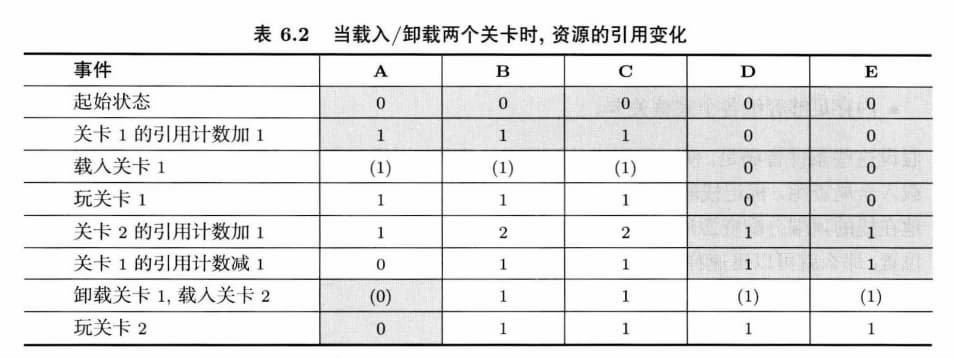 表 6.2 当载入/卸载两个关卡时, 资源的引用变化
事件 A B C D E
起始状态 0 0 0 0 0
关卡 1 的引用计数加 1 1 1 1 0 0
载入关卡 1 (1) (1) (1) 0 0
玩关卡 1 1 1 1 0 0
关卡 2 的引用计数加 1 1 2 2 1 1
关卡 1 的引用计数减 1 0 1 1 1 1
卸载关卡 1, 载入关卡 2 (0) 1 1 (1) (1)
玩关卡 2 0 1 1 1 1